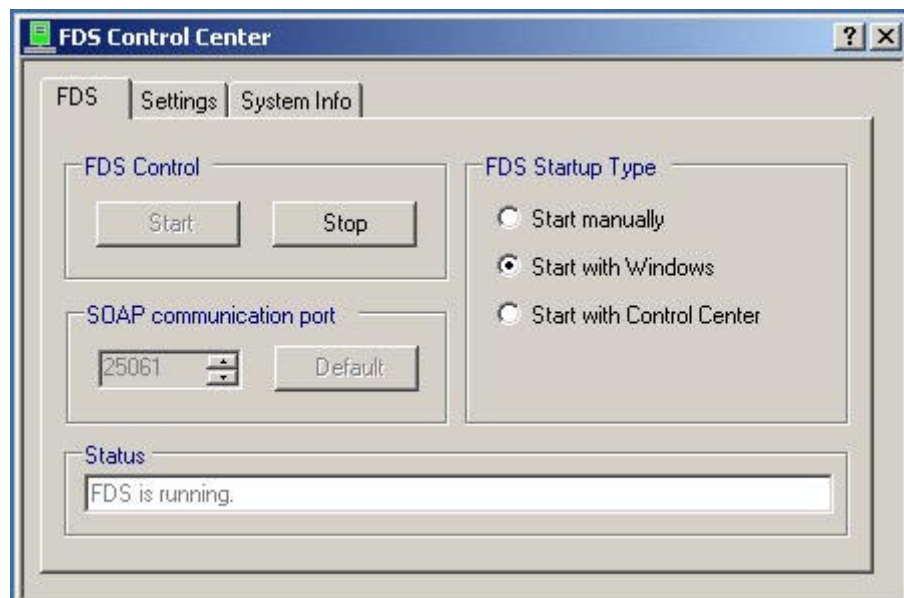 FDS Control Center
FDS Settings System Info
FDS Control
Start Stop
SOAP communication port
25061 Default
FDS Startup Type
Start manually
Start with Windows
Start with Control Center
Status
FDS is running.